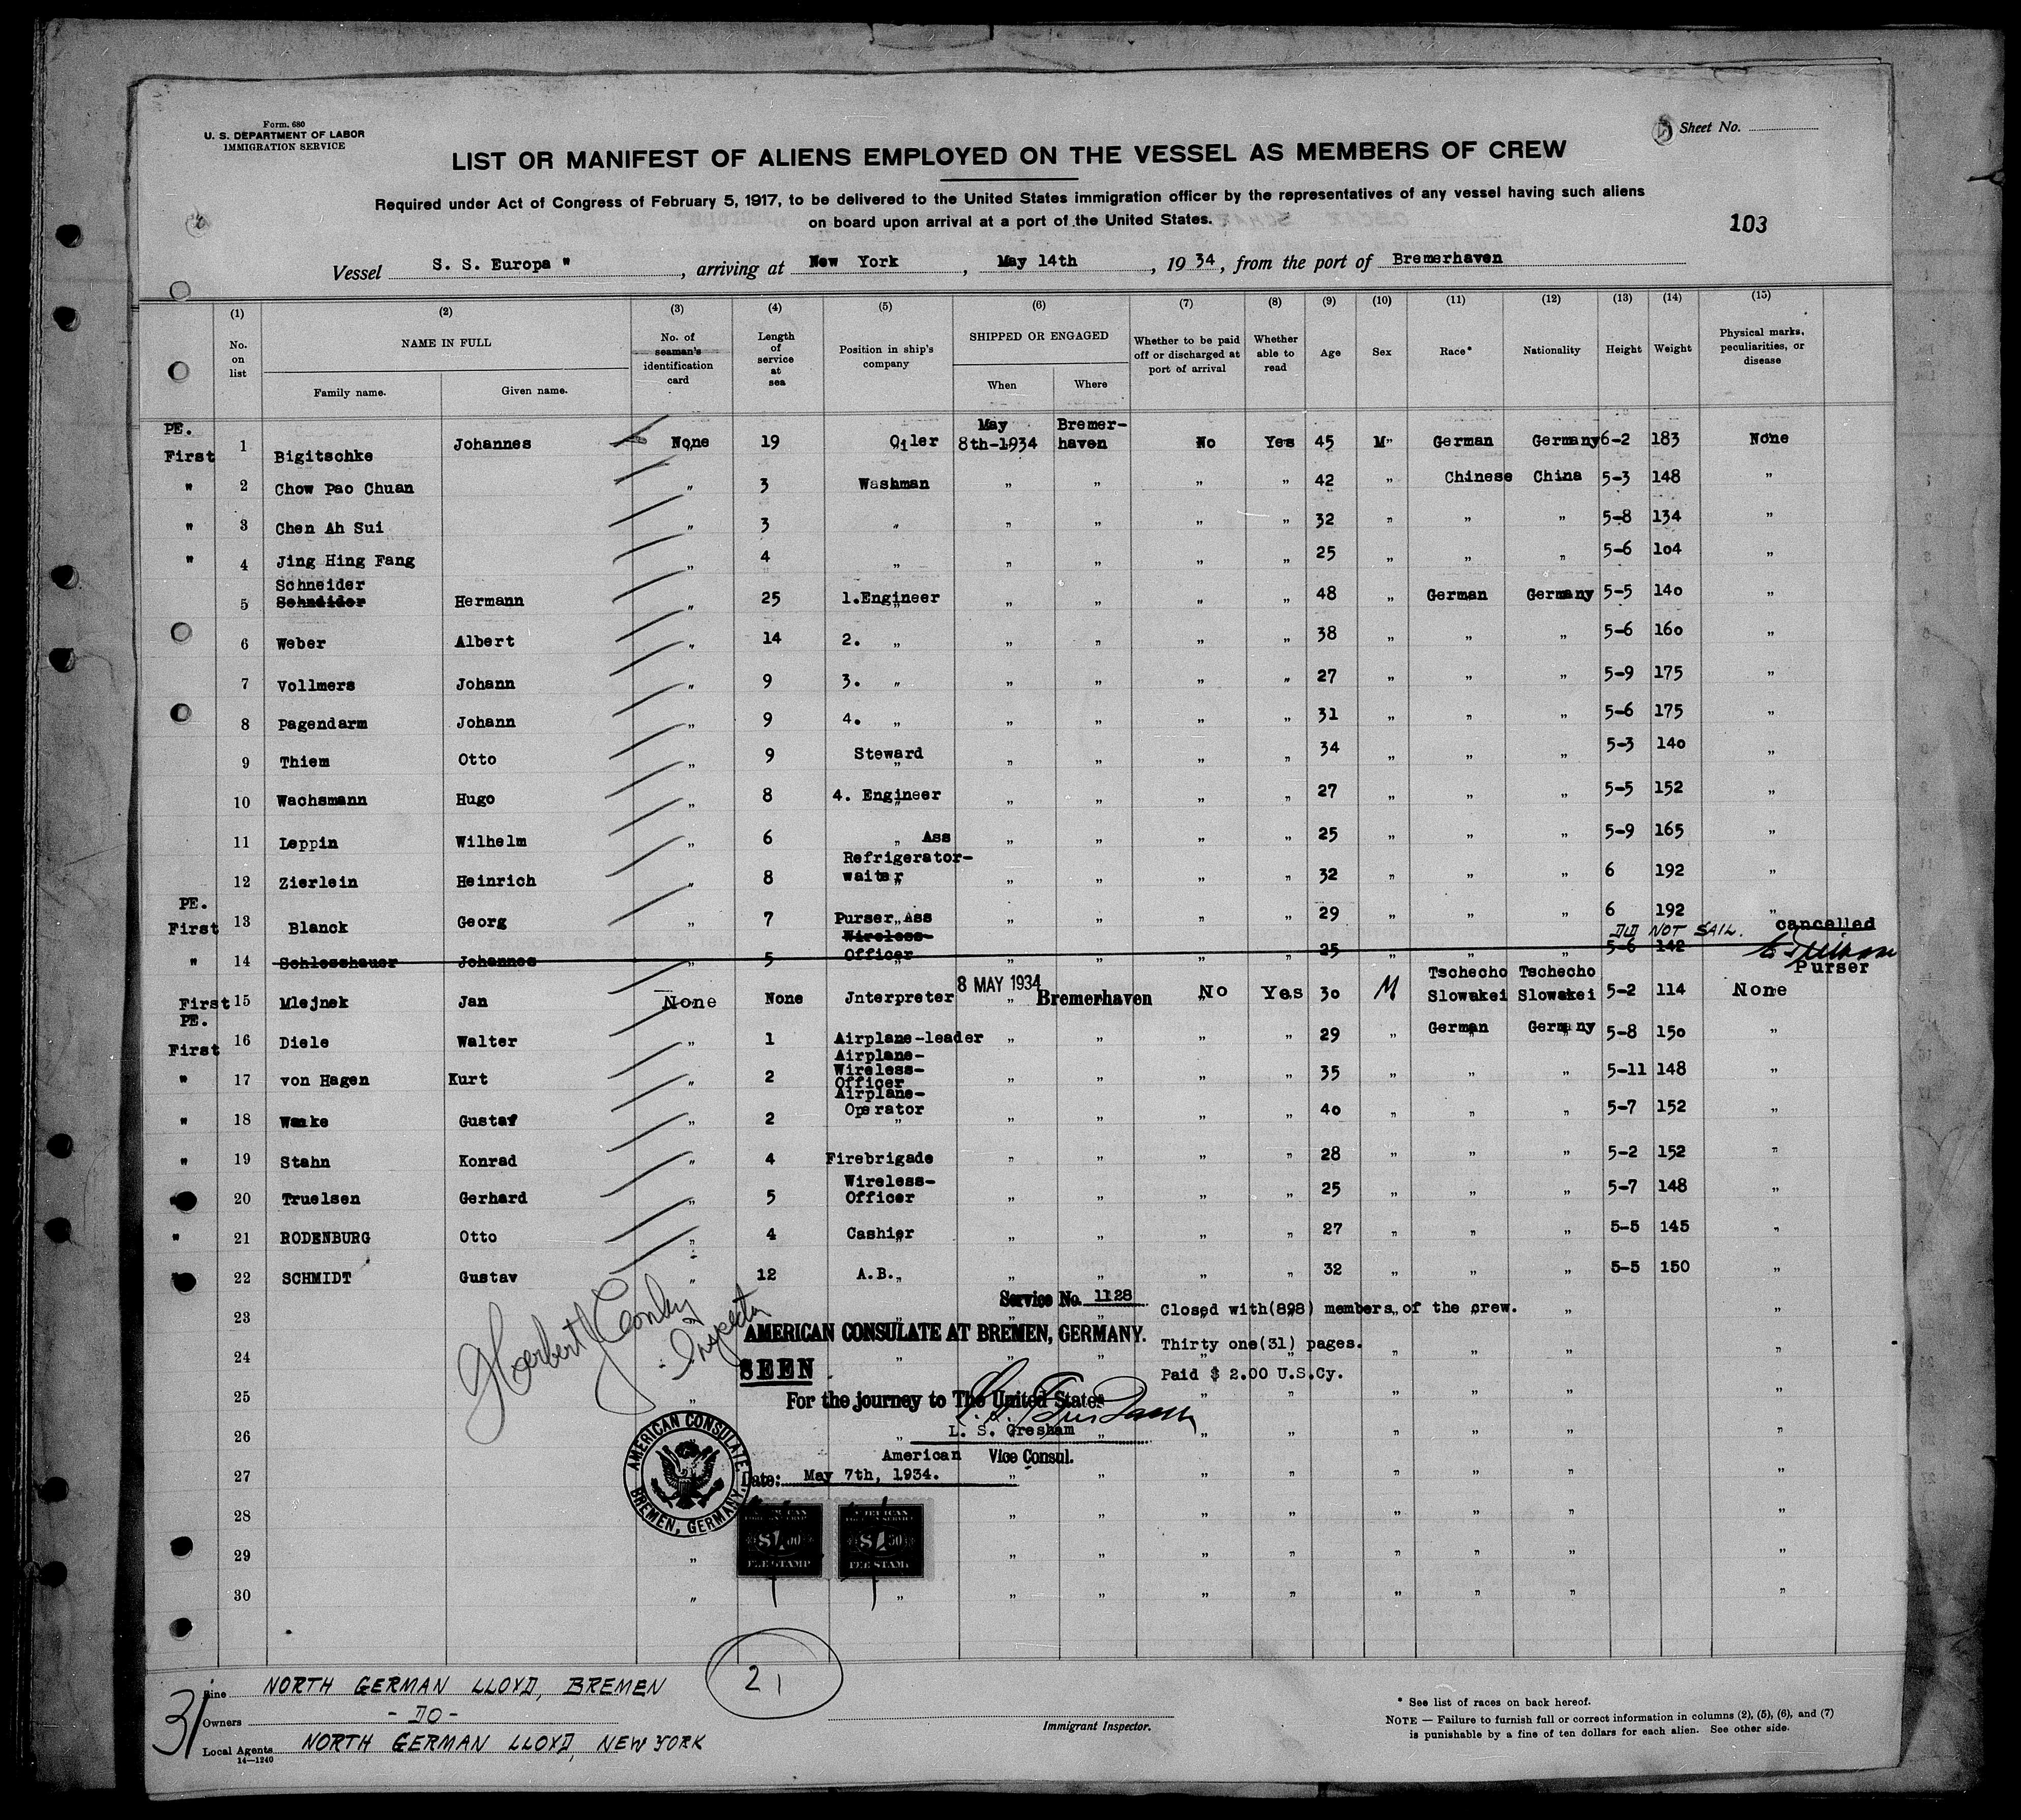 Form. 680
U. S. DEPARTMENT OF LABOR
IMMIGRATION SERVICE
Sheet No.
LIST OR MANIFEST OF ALIENS EMPLOYED ON THE VESSEL AS MEMBERS OF CREW
Required under Act of Congress of February 5, 1917, to be delivered to the United States immigration officer by the representatives of any vessel having such aliens
on board upon arrival at a port of the United States.
103
Vessel S. S. Europa " , arriving at New York , May 14th , 19 34 , from the port of Bremerhaven
(1) (2) (3) (4) (5) (6) (7) (8) (9) (10) (11) (12) (13) (14) (15)
No. on list
NAME IN FULL
Family name. Given name.
No. of seaman's identification card
Length of service at sea
Position in ship's company
SHIPPED OR ENGAGED
When Where
Whether to be paid off or discharged at port of arrival
Whether able to read
Age
Sex
Race*
Nationality
Height
Weight
Physical marks, peculiarities, or disease
PE. First 1 Bigitschke Johannes None 19 Oiler May 8th-1934 Bremerhaven No Yes 45 M" German Germany 6-2 183 None
" 2 Chow Pao Chuan " 3 Washman " " " " 42 " Chinese China 5-3 148 "
" 3 Chen Ah Sui " 3 " " " " " 32 " " " 5-8 134 "
" 4 Jing Hing Fang " 4 " " " " " 25 " " " 5-6 104 "
Schneider
5 Schndider Hermann " 25 1.Engineer " " " " 48 " German Germany 5-5 140 "
6 Weber Albert " 14 2. " " " " " 38 " " " 5-6 160 "
7 Vollmers Johann " 9 3. " " " " " 27 " " " 5-9 175 "
8 Pagendarm Johann " 9 4. " " " " " 31 " " " 5-6 175 "
9 Thiem Otto " 9 Steward " " " " 34 " " " 5-3 140 "
10 Wachsmann Hugo " 8 4. Engineer " " " " 27 " " " 5-5 152 "
11 Leppin Wilhelm " 6 " Ass " " " " 25 " " " 5-9 165 "
12 Zierlein Heinrich " 8 Refrigerator-waiter " " " " 32 " " " 6 192 "
PE. First 13 Blanck Georg " 7 Purser Ass " " " " 29 " " " 6 192 "
DID NOT SAIL. cancelled
" 14 Schlosshauer Johannes " 5 Wireless-Officer " " " " 25 " " " 5-6 142
Purser
First 15 Mlejnek Jan None None Jnterpreter 8 MAY 1934 Bremerhaven No Yes 30 M Tschecho Slowakei Tschecho Slowakei 5-2 114 None
PE. First 16 Diele Walter " 1 Airplane-leader " " " " 29 " German Germany 5-8 150 "
" 17 von Hagen Kurt " 2 Airplane-Wireless-Officer " " " " 35 " " " 5-11 148 "
" 18 Wanke Gustav " 2 Airplane-Operator " " " " 40 " " " 5-7 152 "
" 19 Stahn Konrad " 4 Firebrigade " " " " 28 " " " 5-2 152 "
" 20 Truelsen Gerhard " 5 Wireless-Officer " " " " 25 " " " 5-7 148 "
" 21 RODENBURG Otto " 4 Cashier " " " " 27 " " " 5-5 145 "
" 22 SCHMIDT Gustav " 12 A.B. " " " " 32 " " " 5-5 150 "
23
24
25
26
27
28
29
30
Herbert J Conley
Inspector
Service No. 1128
AMERICAN CONSULATE AT BREMEN, GERMANY.
SEEN
For the journey to The United States
L. S. Gresham
American Vice Consul.
Date: May 7th, 1934.
Closed with(898) members of the crew.
Thirty one(31) pages.
Paid $ 2.00 U.S.Cy.
AMERICAN CONSULATE
BREMEN, GERMANY.
FEE STAMP
FEE STAMP
21
31
Line NORTH GERMAN LLOYD, BREMEN
Owners - DO -
Local Agents NORTH GERMAN LLOYD, NEW YORK
14—1240
Immigrant Inspector.
* See list of races on back hereof.
NOTE — Failure to furnish full or correct information in columns (2), (5), (6), and (7)
is punishable by a fine of ten dollars for each alien. See other side.